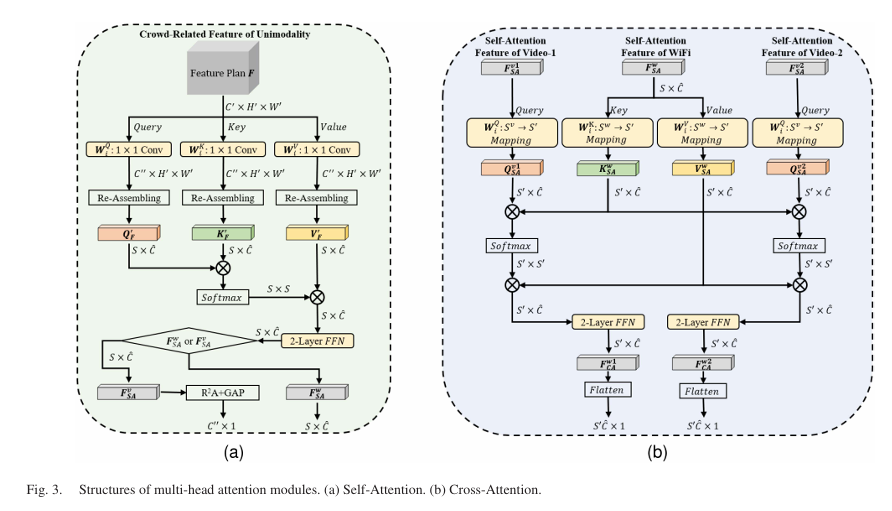 Crowd-Related Feature of Unimodality
Feature Plan F
C′ × H′ × W′
Query Key Value
W_i^Q: 1 × 1 Conv W_i^K: 1 × 1 Conv W_i^V: 1 × 1 Conv
C″ × H′ × W′ C″ × H′ × W′ C″ × H′ × W′
Re-Assembling Re-Assembling Re-Assembling
Q′_F K′_F V′_F
S × Ĉ S × Ĉ S × Ĉ
Softmax
S × S
S × Ĉ
2-Layer FFN
S × Ĉ
F_SA^w or F_SA^v
S × Ĉ
F_SA^v R²A+GAP F_SA^w
C″ × 1 S × Ĉ
(a)
Self-Attention Feature of Video-1
Self-Attention Feature of WiFi
Self-Attention Feature of Video-2
F_SA^v1 F_SA^w F_SA^v2
S × Ĉ
Query Key Value Query
W_i^Q: S^v → S′ Mapping
W_i^K: S^w → S′ Mapping
W_i^V: S^w → S′ Mapping
W_i^Q: S^v → S′ Mapping
Q_SA^v1 K_SA^w V_SA^w Q_SA^v2
S′ × Ĉ S′ × Ĉ S′ × Ĉ S′ × Ĉ
Softmax Softmax
S′ × S′ S′ × S′
S′ × Ĉ S′ × Ĉ
2-Layer FFN 2-Layer FFN
S′ × Ĉ S′ × Ĉ
F_CA^w1 F_CA^w2
Flatten Flatten
S′Ĉ × 1 S′Ĉ × 1
(b)
Fig. 3. Structures of multi-head attention modules. (a) Self-Attention. (b) Cross-Attention.